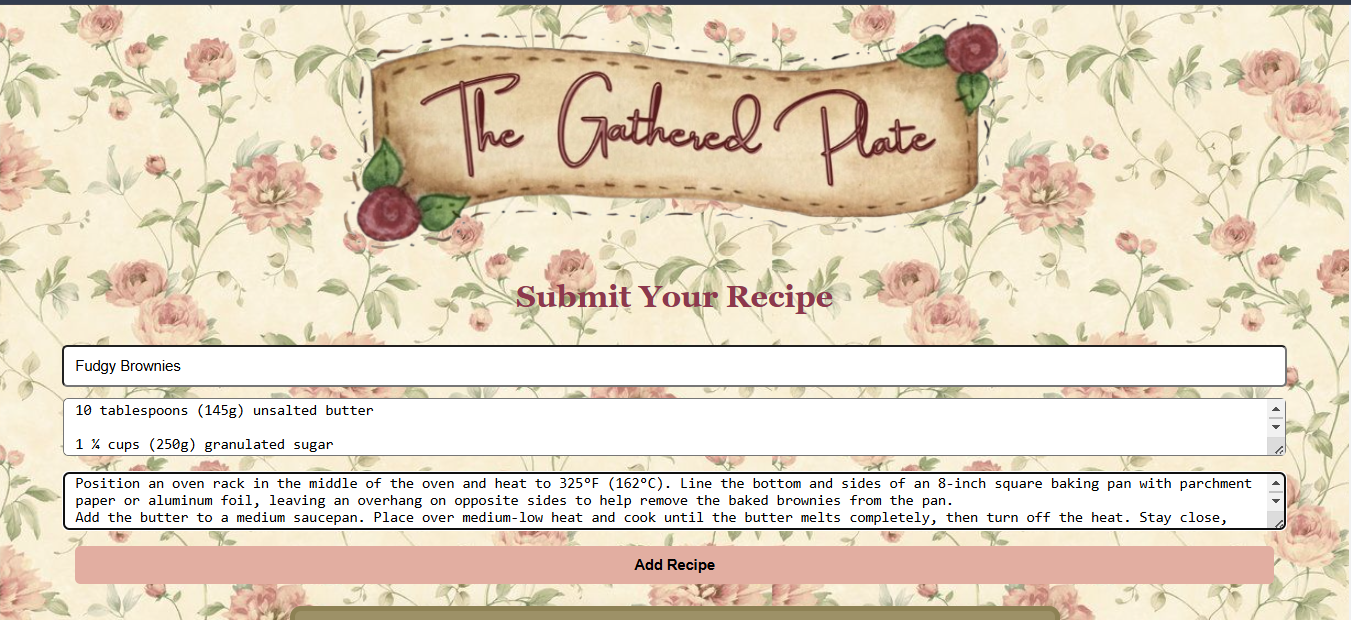 The Gathered Plate
Submit Your Recipe
Fudgy Brownies
10 tablespoons (145g) unsalted butter
1 ¼ cups (250g) granulated sugar
Position an oven rack in the middle of the oven and heat to 325°F (162°C). Line the bottom and sides of an 8-inch square baking pan with parchment
paper or aluminum foil, leaving an overhang on opposite sides to help remove the baked brownies from the pan.
Add the butter to a medium saucepan. Place over medium-low heat and cook until the butter melts completely, then turn off the heat. Stay close,
Add Recipe